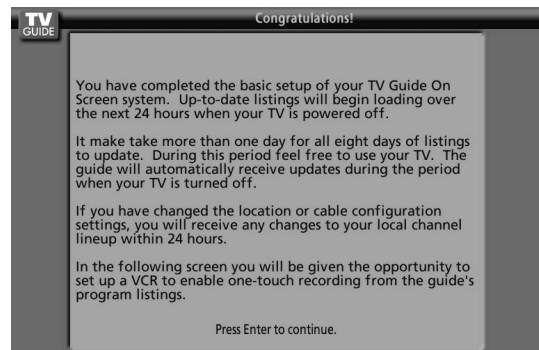 TV
GUIDE
Congratulations!
You have completed the basic setup of your TV Guide On
Screen system. Up-to-date listings will begin loading over
the next 24 hours when your TV is powered off.
It make take more than one day for all eight days of listings
to update. During this period feel free to use your TV. The
guide will automatically receive updates during the period
when your TV is turned off.
If you have changed the location or cable configuration
settings, you will receive any changes to your local channel
lineup within 24 hours.
In the following screen you will be given the opportunity to
set up a VCR to enable one-touch recording from the guide's
program listings.
Press Enter to continue.